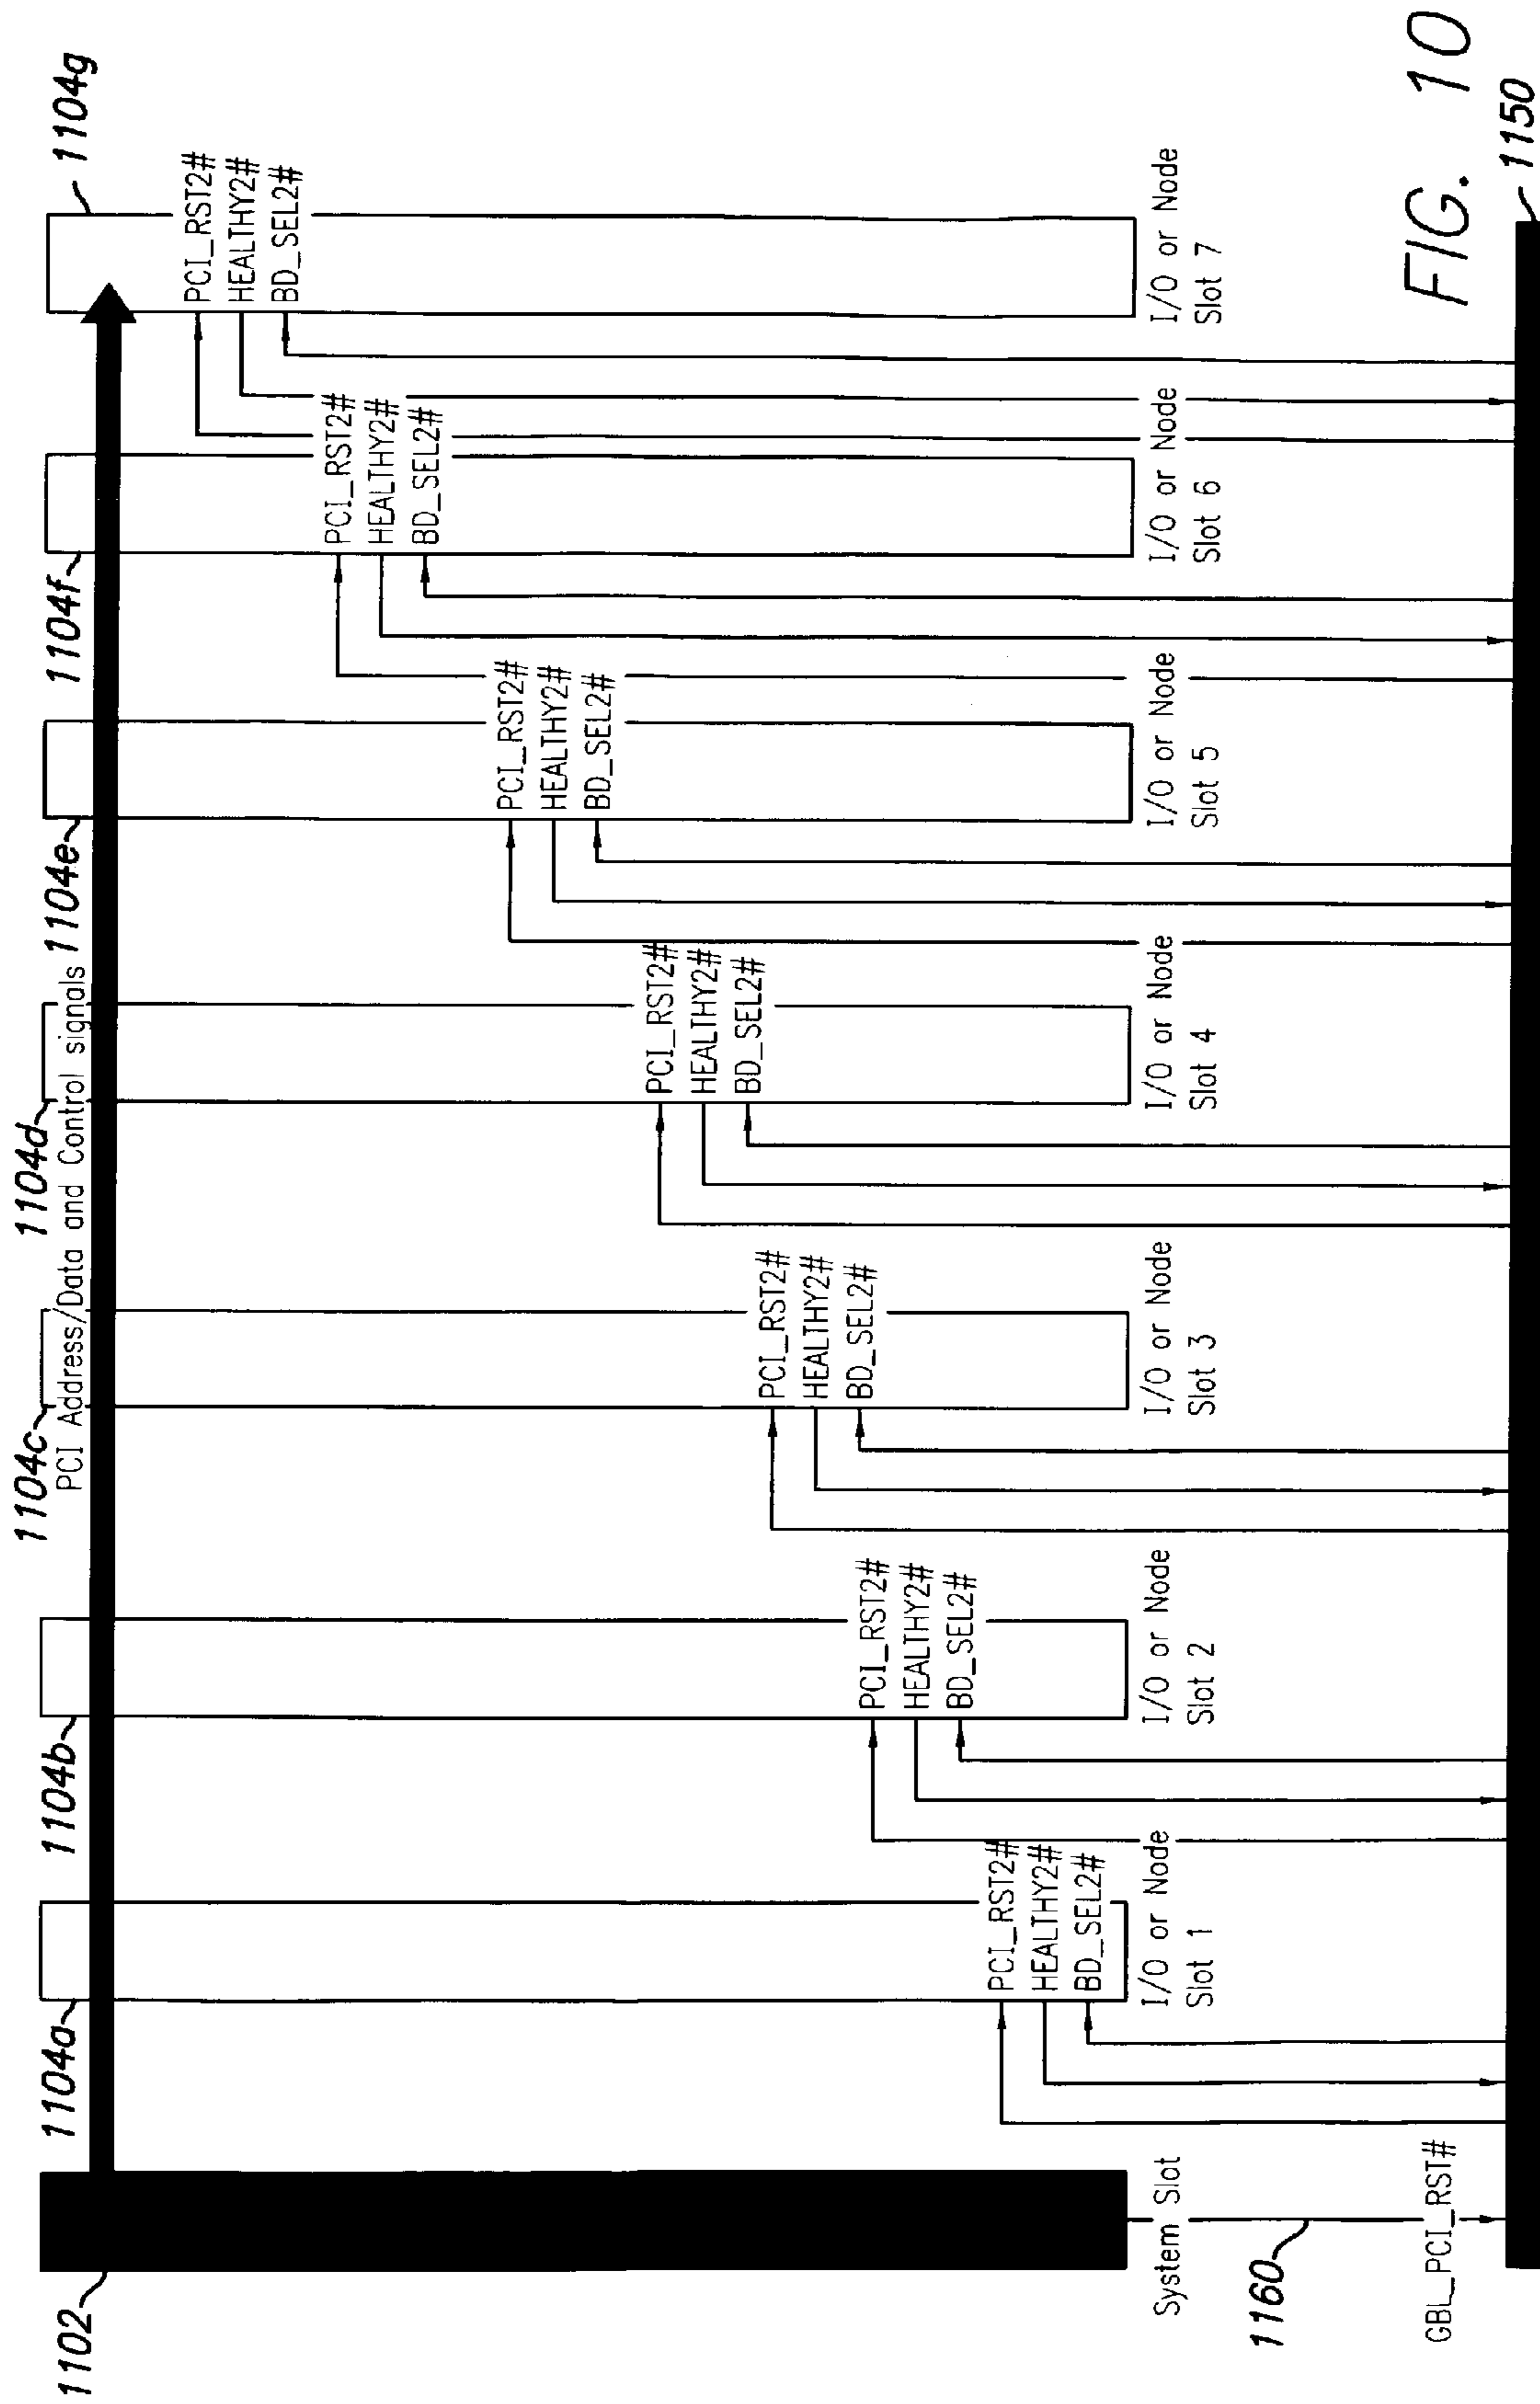 1104c
1104d
1104e
1104f
1104g
PCI Address/Data and Control signals
1104a
1104b
1102
PCI_RST2#
HEALTHY2#
BD_SEL2#
I/O or Node
Slot 1
PCI_RST2#
HEALTHY2#
BD_SEL2#
I/O or Node
Slot 2
PCI_RST2#
HEALTHY2#
BD_SEL2#
I/O or Node
Slot 3
PCI_RST2#
HEALTHY2#
BD_SEL2#
I/O or Node
Slot 4
PCI_RST2#
HEALTHY2#
BD_SEL2#
I/O or Node
Slot 5
PCI_RST2#
HEALTHY2#
BD_SEL2#
I/O or Node
Slot 6
PCI_RST2#
HEALTHY2#
BD_SEL2#
I/O or Node
Slot 7
System Slot
1160
GBL_PCI_RST#
FIG. 10
1150